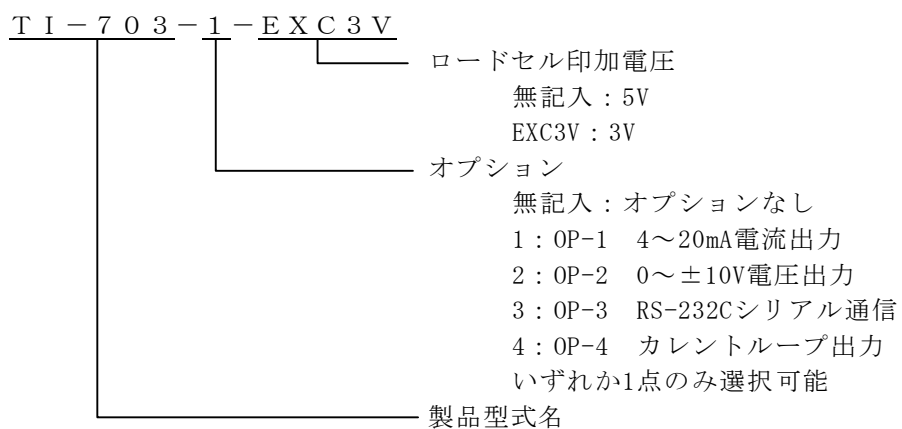 ＴＩ－７０３－１－ＥＸＣ３Ｖ
ロードセル印加電圧
無記入：5V
EXC3V：3V
オプション
無記入：オプションなし
1：OP-1　4～20mA電流出力
2：OP-2　0～±10V電圧出力
3：OP-3　RS-232Cシリアル通信
4：OP-4　カレントループ出力
いずれか1点のみ選択可能
製品型式名